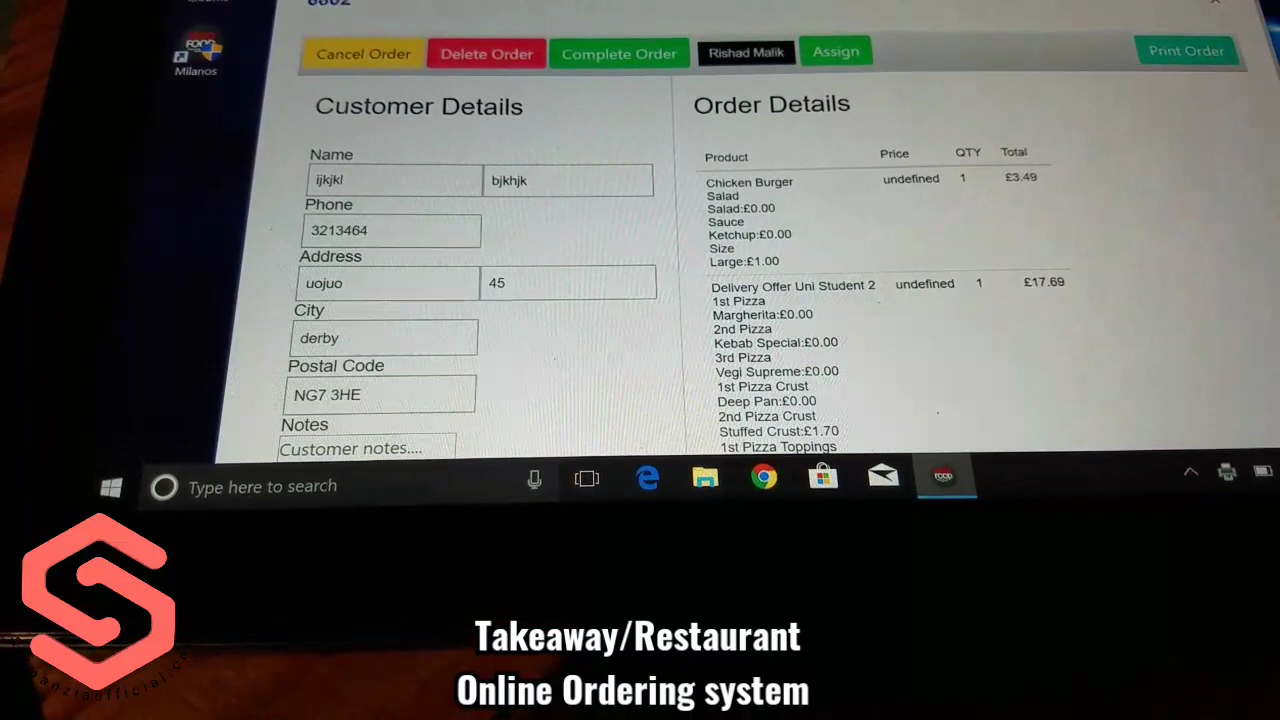 6802
Milanos
FOOD
Cancel Order
Delete Order
Complete Order
Rishad Malik
Assign
Print Order
Customer Details
Name
ijkjkl
bjkhjk
Phone
3213464
Address
uojuo
45
City
derby
Postal Code
NG7 3HE
Notes
Customer notes....
Order Details
Product Price QTY Total
Chicken Burger undefined 1 £3.49
Salad
Salad:£0.00
Sauce
Ketchup:£0.00
Size
Large:£1.00
Delivery Offer Uni Student 2 undefined 1 £17.69
1st Pizza
Margherita:£0.00
2nd Pizza
Kebab Special:£0.00
3rd Pizza
Vegi Supreme:£0.00
1st Pizza Crust
Deep Pan:£0.00
2nd Pizza Crust
Stuffed Crust:£1.70
1st Pizza Toppings
Type here to search
FOOD
Takeaway/Restaurant
Online Ordering system